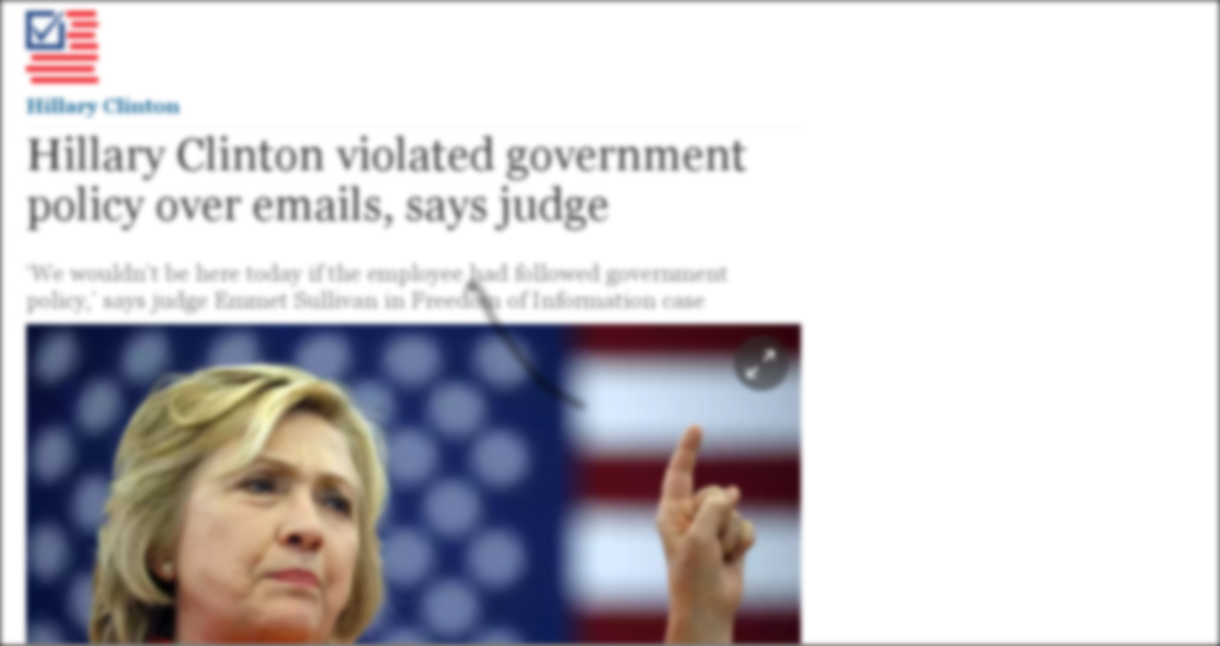 Hillary Clinton
Hillary Clinton violated government
policy over emails, says judge
‘We wouldn’t be here today if the employee had followed government
policy,’ says judge Emmet Sullivan in Freedom of Information case